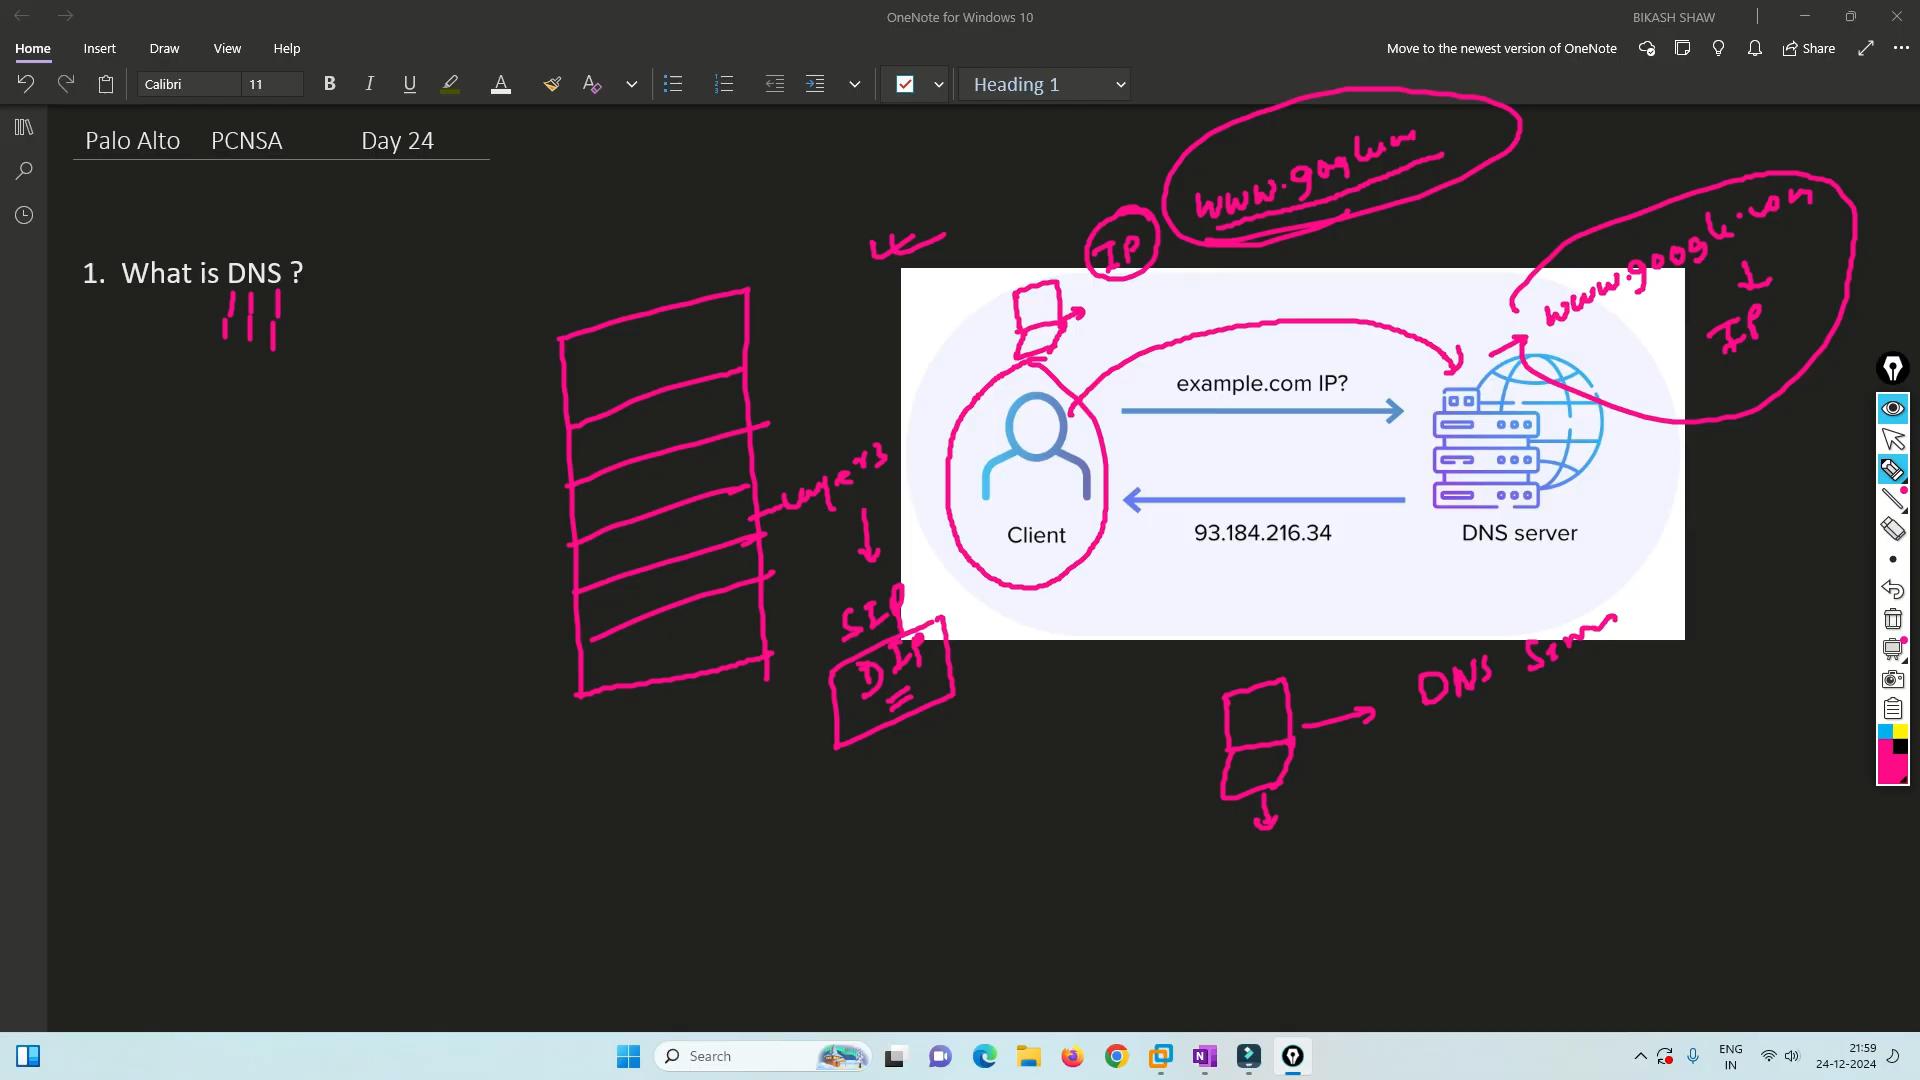 OneNote for Windows 10
BIKASH SHAW
Home Insert Draw View Help
Move to the newest version of OneNote
Share
Calibri 11 B I U A A Heading 1
Palo Alto PCNSA Day 24
1. What is DNS ?
IP
www.google.com
IP
example.com IP?
93.184.216.34
Client
DNS server
SIP
DIP
DNS
Search
ENG
IN
21:59
24-12-2024